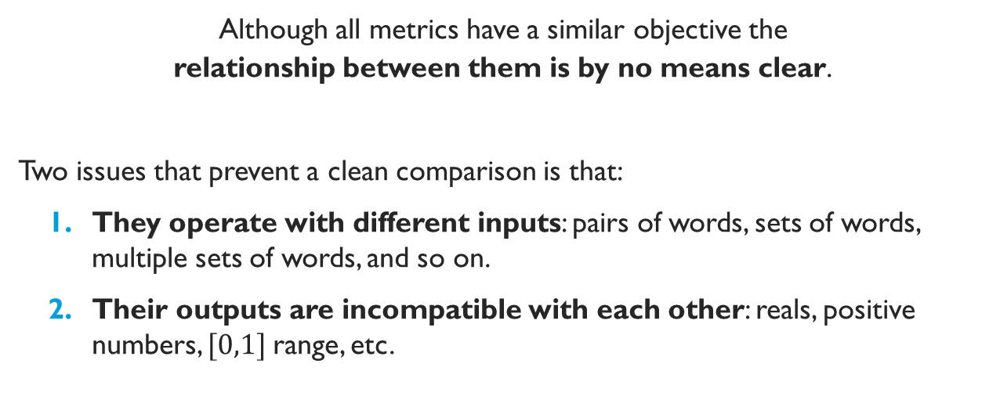 Although all metrics have a similar objective the
relationship between them is by no means clear.
Two issues that prevent a clean comparison is that:
1. They operate with different inputs: pairs of words, sets of words,
multiple sets of words, and so on.
2. Their outputs are incompatible with each other: reals, positive
numbers, [0,1] range, etc.